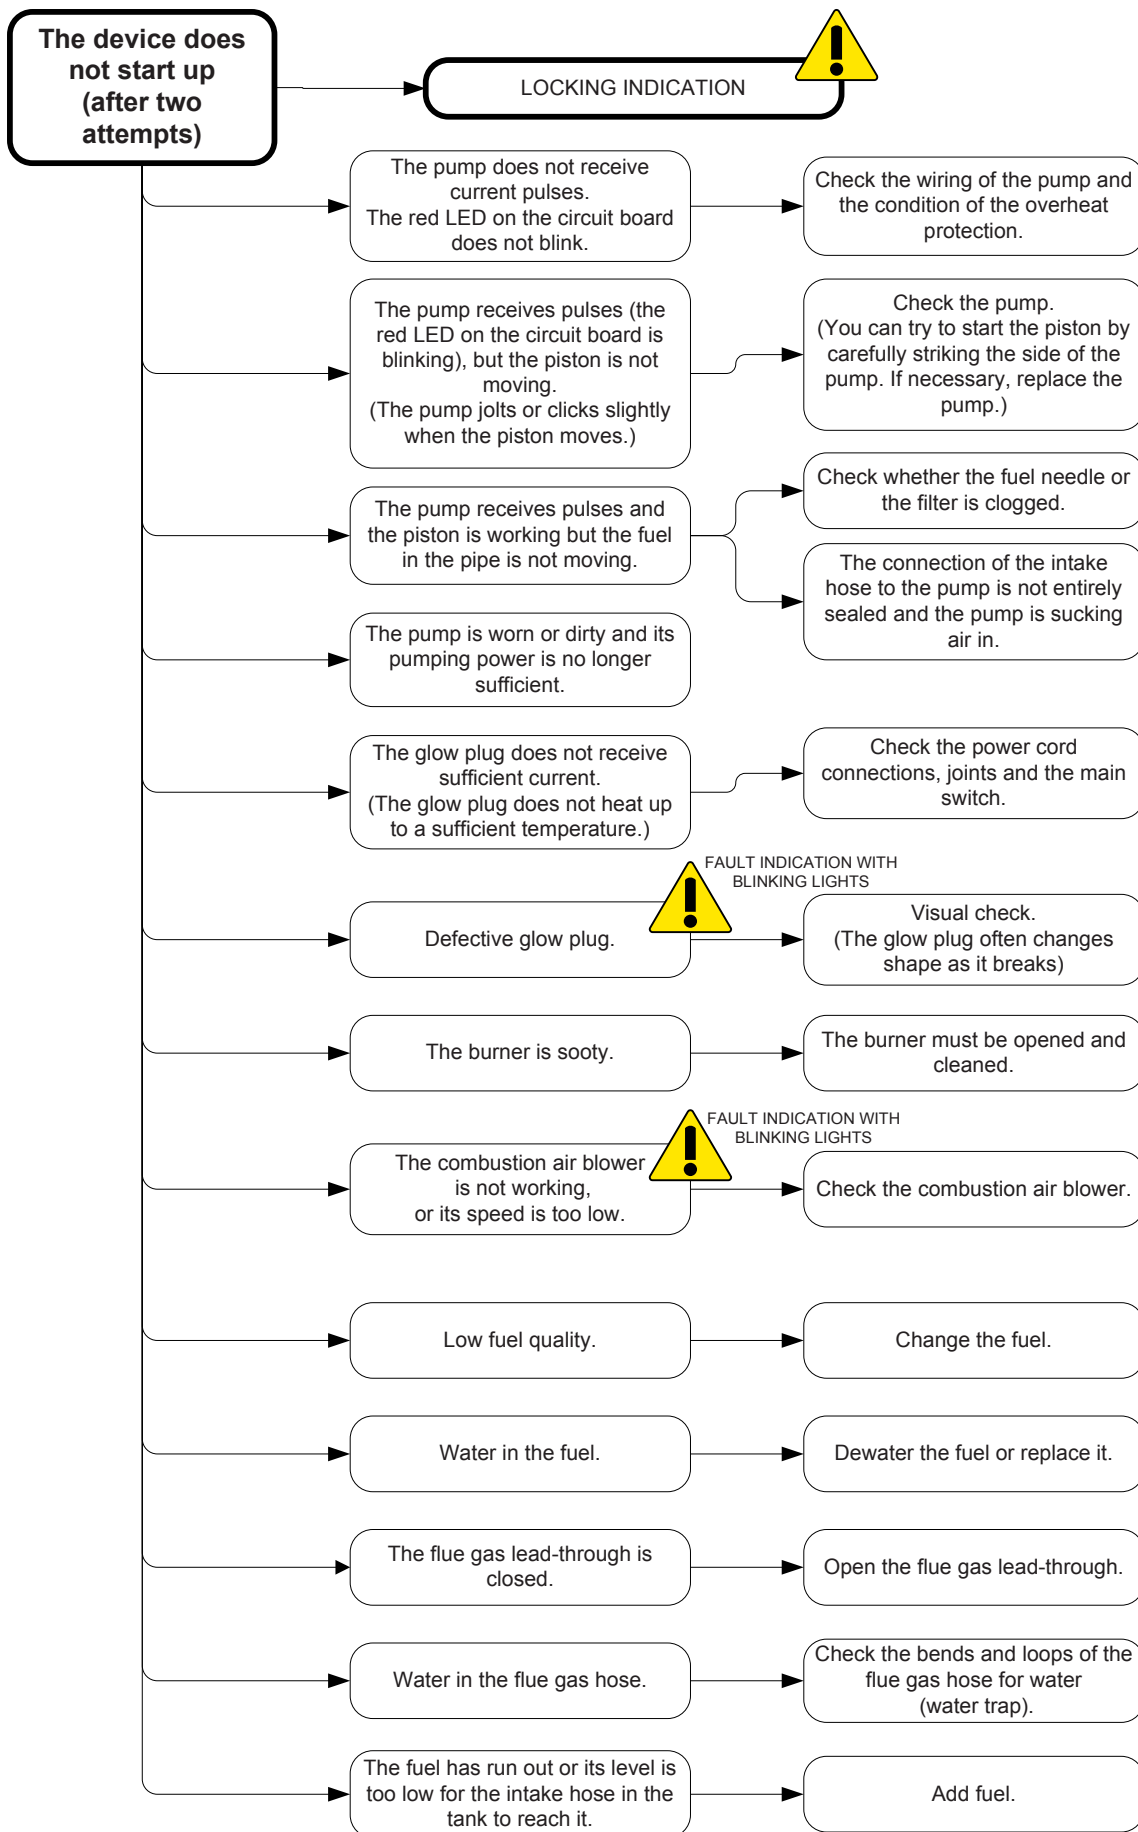 The device does
not start up
(after two
attempts)
LOCKING INDICATION
The pump does not receive
current pulses.
The red LED on the circuit board
does not blink.
Check the wiring of the pump and
the condition of the overheat
protection.
The pump receives pulses (the
red LED on the circuit board is
blinking), but the piston is not
moving.
(The pump jolts or clicks slightly
when the piston moves.)
Check the pump.
(You can try to start the piston by
carefully striking the side of the
pump. If necessary, replace the
pump.)
The pump receives pulses and
the piston is working but the fuel
in the pipe is not moving.
Check whether the fuel needle or
the filter is clogged.
The connection of the intake
hose to the pump is not entirely
sealed and the pump is sucking
air in.
The pump is worn or dirty and its
pumping power is no longer
sufficient.
The glow plug does not receive
sufficient current.
(The glow plug does not heat up
to a sufficient temperature.)
Check the power cord
connections, joints and the main
switch.
FAULT INDICATION WITH
BLINKING LIGHTS
Defective glow plug.
Visual check.
(The glow plug often changes
shape as it breaks)
The burner is sooty.
The burner must be opened and
cleaned.
FAULT INDICATION WITH
BLINKING LIGHTS
The combustion air blower
is not working,
or its speed is too low.
Check the combustion air blower.
Low fuel quality.
Change the fuel.
Water in the fuel.
Dewater the fuel or replace it.
The flue gas lead-through is
closed.
Open the flue gas lead-through.
Water in the flue gas hose.
Check the bends and loops of the
flue gas hose for water
(water trap).
The fuel has run out or its level is
too low for the intake hose in the
tank to reach it.
Add fuel.